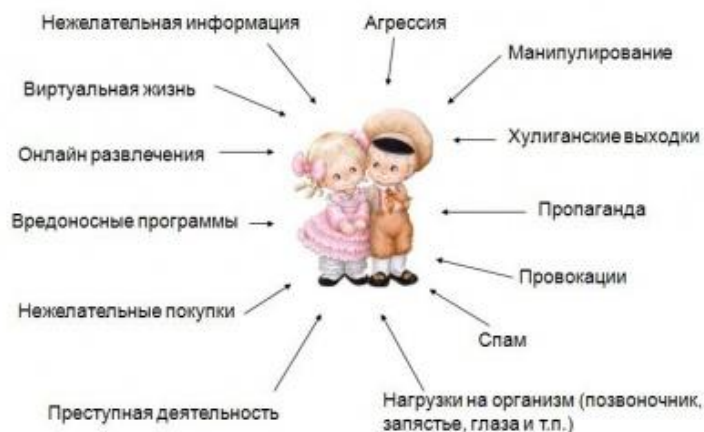 Нежелательная информация
Агрессия
Манипулирование
Виртуальная жизнь
Хулиганские выходки
Онлайн развлечения
Пропаганда
Вредоносные программы
Провокации
Нежелательные покупки
Спам
Преступная деятельность
Нагрузки на организм (позвоночник,
запястье, глаза и т.п.)